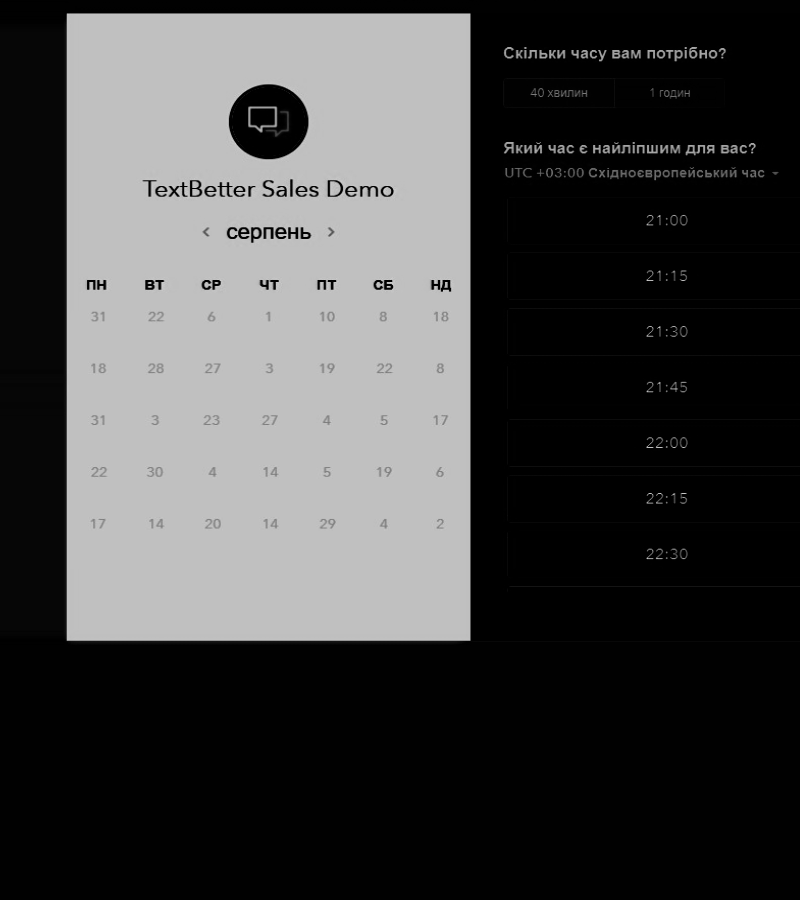 TextBetter Sales Demo
серпень
ПН ВТ СР ЧТ ПТ СБ НД
31 22 6 1 10 8 18
18 28 27 3 19 22 8
31 3 23 27 4 5 17
22 30 4 14 5 19 6
17 14 20 14 29 4 2
Скільки часу вам потрібно?
40 хвилин 1 годин
Який час є найліпшим для вас?
UTC +03:00 Східноєвропейський час
21:00
21:15
21:30
21:45
22:00
22:15
22:30